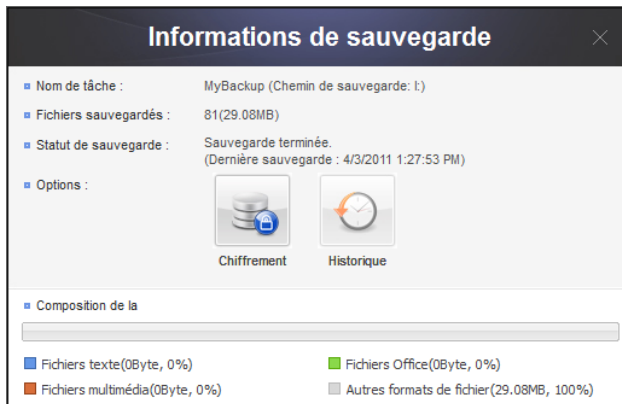 Informations de sauvegarde
Nom de tâche : MyBackup (Chemin de sauvegarde: I:)
Fichiers sauvegardés : 81(29.08MB)
Statut de sauvegarde : Sauvegarde terminée.
(Dernière sauvegarde : 4/3/2011 1:27:53 PM)
Options :
Chiffrement Historique
Composition de la
Fichiers texte(0Byte, 0%) Fichiers Office(0Byte, 0%)
Fichiers multimédia(0Byte, 0%) Autres formats de fichier(29.08MB, 100%)